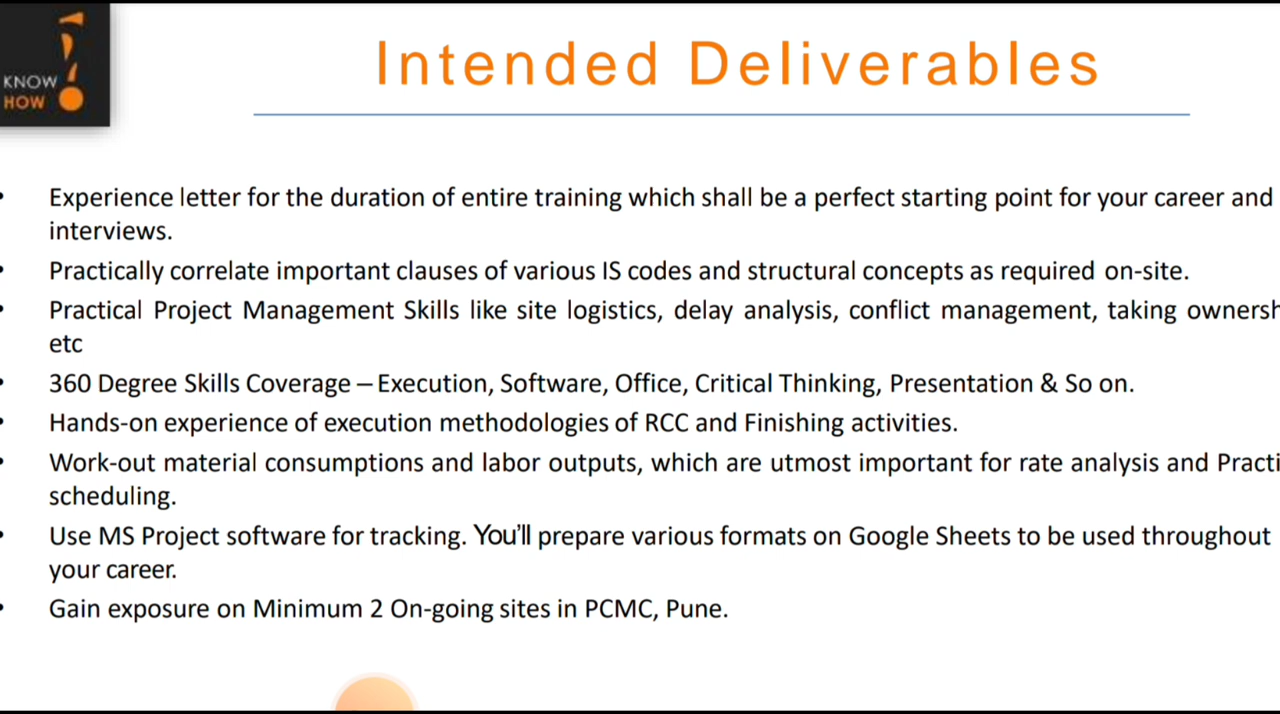 KNOW
HOW
Intended Deliverables
• Experience letter for the duration of entire training which shall be a perfect starting point for your career and
interviews.
• Practically correlate important clauses of various IS codes and structural concepts as required on-site.
• Practical Project Management Skills like site logistics, delay analysis, conflict management, taking
etc
• 360 Degree Skills Coverage – Execution, Software, Office, Critical Thinking, Presentation & So on.
• Hands-on experience of execution methodologies of RCC and Finishing activities.
• Work-out material consumptions and labor outputs, which are utmost important for rate analysis and
scheduling.
• Use MS Project software for tracking. You'll prepare various formats on Google Sheets to be used throughout
your career.
• Gain exposure on Minimum 2 On-going sites in PCMC, Pune.